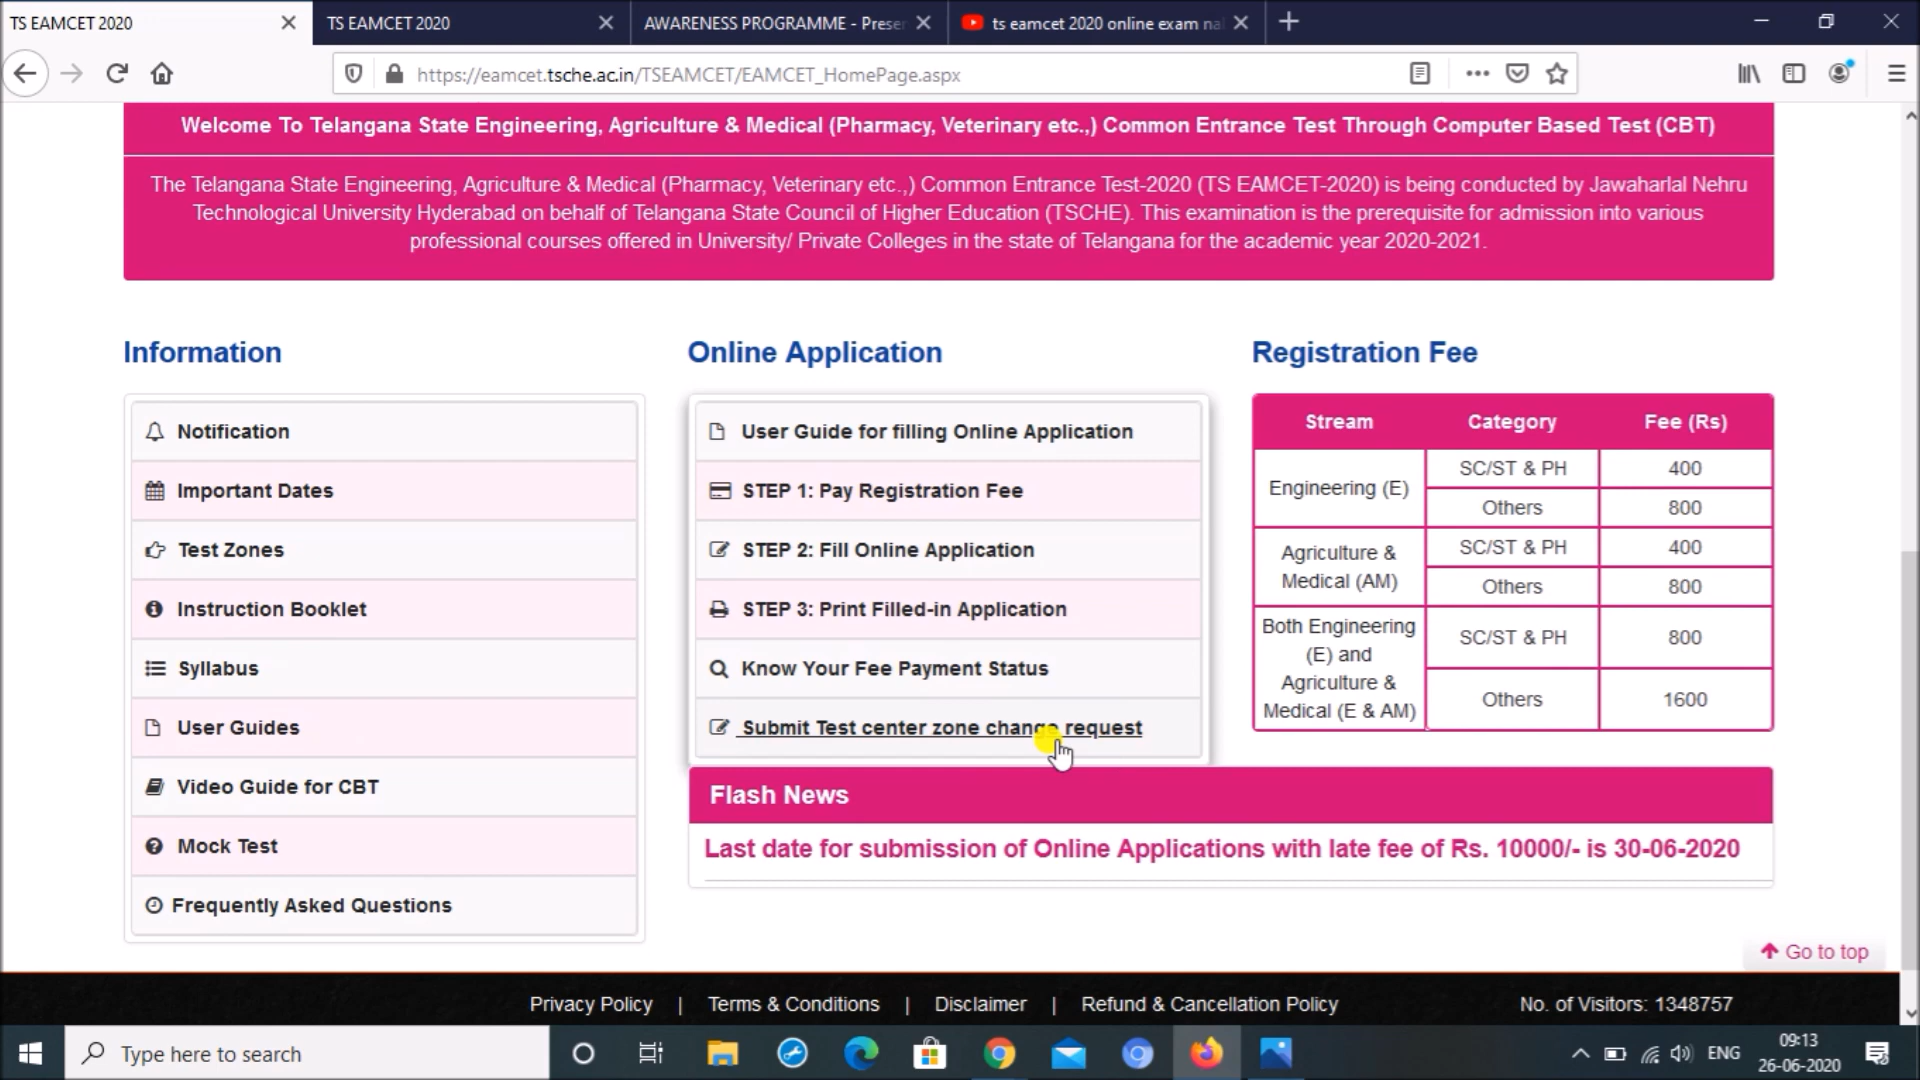 TS EAMCET 2020
TS EAMCET 2020
AWARENESS PROGRAMME - Prese
ts eamcet 2020 online exam na
https://eamcet.tsche.ac.in/TSEAMCET/EAMCET_HomePage.aspx
Welcome To Telangana State Engineering, Agriculture & Medical (Pharmacy, Veterinary etc.,) Common Entrance Test Through Computer Based Test (CBT)
The Telangana State Engineering, Agriculture & Medical (Pharmacy, Veterinary etc.,) Common Entrance Test-2020 (TS EAMCET-2020) is being conducted by Jawaharlal Nehru
Technological University Hyderabad on behalf of Telangana State Council of Higher Education (TSCHE). This examination is the prerequisite for admission into various
professional courses offered in University/ Private Colleges in the state of Telangana for the academic year 2020-2021.
Information
Notification
Important Dates
Test Zones
Instruction Booklet
Syllabus
User Guides
Video Guide for CBT
Mock Test
Frequently Asked Questions
Online Application
User Guide for filling Online Application
STEP 1: Pay Registration Fee
STEP 2: Fill Online Application
STEP 3: Print Filled-in Application
Know Your Fee Payment Status
Submit Test center zone change request
Registration Fee
Stream Category Fee (Rs)
Engineering (E)
SC/ST & PH 400
Others 800
Agriculture &
Medical (AM)
SC/ST & PH 400
Others 800
Both Engineering
(E) and
Agriculture &
Medical (E & AM)
SC/ST & PH 800
Others 1600
Flash News
Last date for submission of Online Applications with late fee of Rs. 10000/- is 30-06-2020
Go to top
Privacy Policy | Terms & Conditions | Disclaimer | Refund & Cancellation Policy
No. of Visitors: 1348757
Type here to search
ENG
09:13
26-06-2020